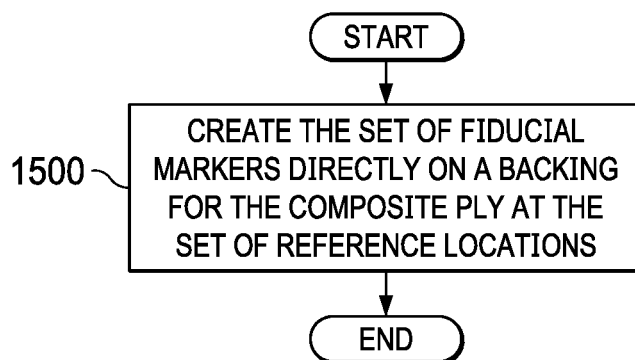 START
1500
CREATE THE SET OF FIDUCIAL
MARKERS DIRECTLY ON A BACKING
FOR THE COMPOSITE PLY AT THE
SET OF REFERENCE LOCATIONS
END